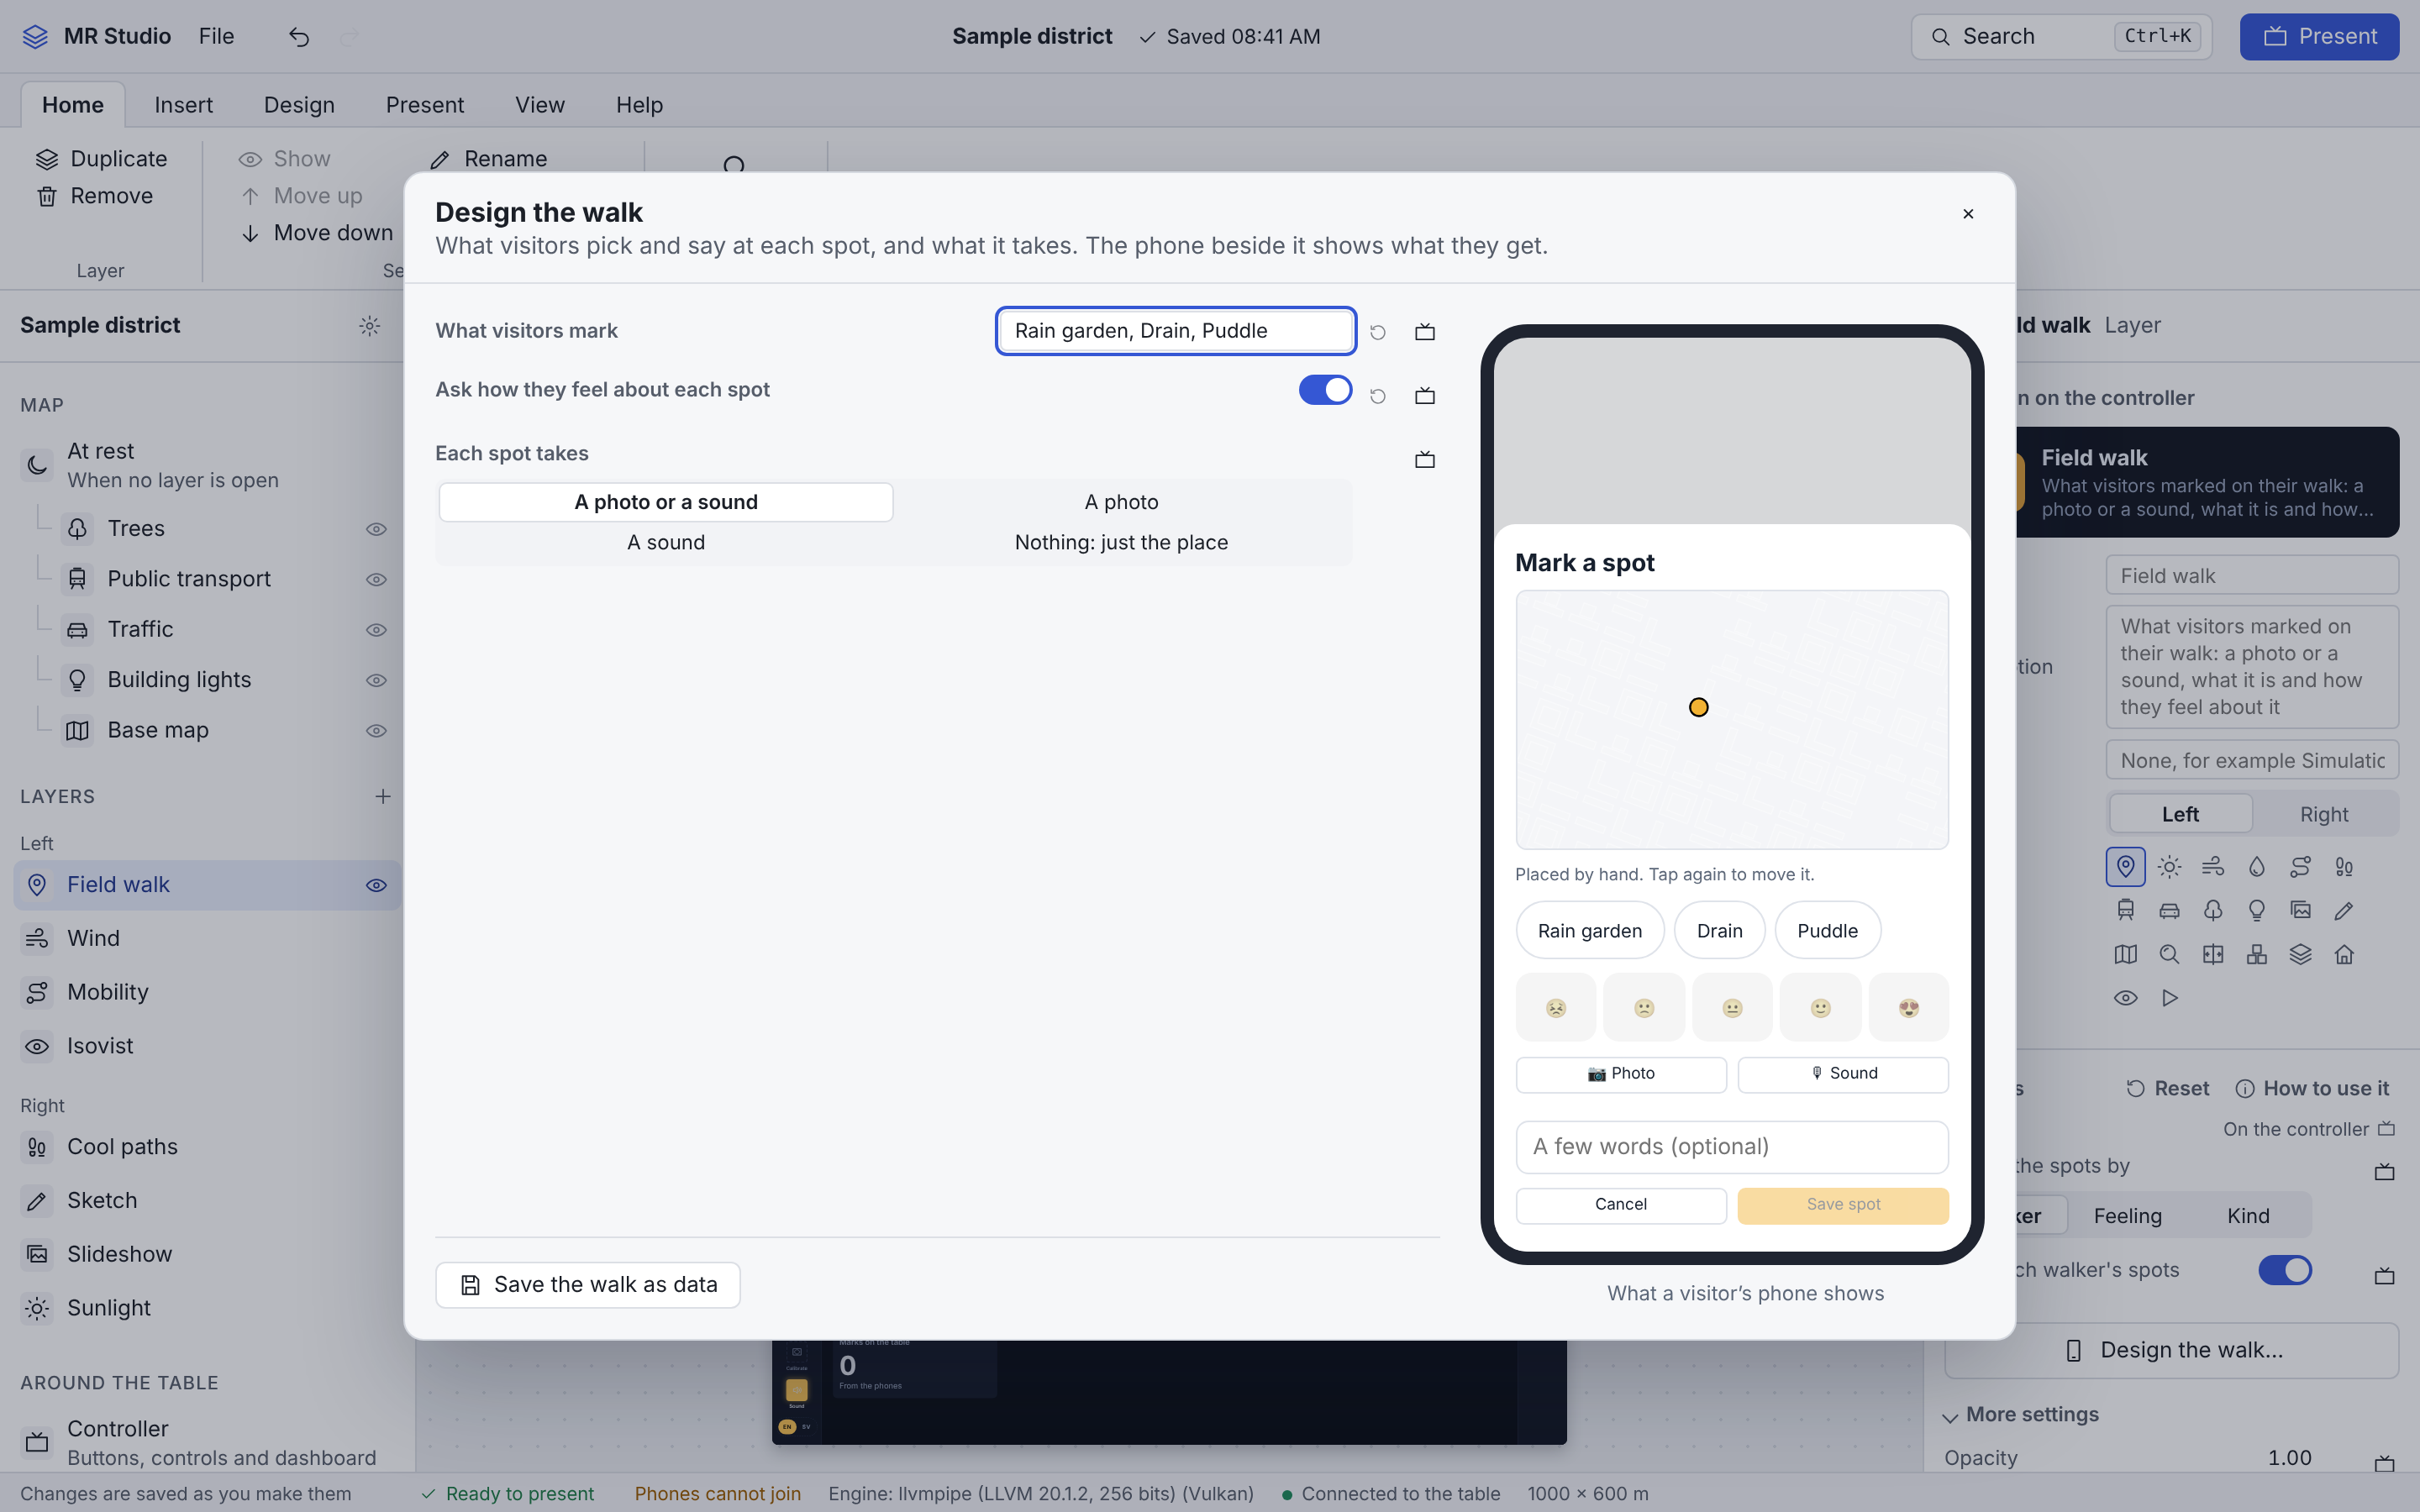 MR Studio File
Sample district Saved 08:41 AM
Search Ctrl+K Present
Home Insert Design Present View Help
Duplicate
Remove
Layer
Show
Move up
Move down
Rename
Se
Sample district
MAP
At rest
When no layer is open
Trees
Public transport
Traffic
Building lights
Base map
LAYERS
Left
Field walk
Wind
Mobility
Isovist
Right
Cool paths
Sketch
Slideshow
Sunlight
AROUND THE TABLE
Controller
Buttons, controls and dashboard
Design the walk
What visitors pick and say at each spot, and what it takes. The phone beside it shows what they get.
What visitors mark
Rain garden, Drain, Puddle
Ask how they feel about each spot
Each spot takes
A photo or a sound
A photo
A sound
Nothing: just the place
Save the walk as data
Mark a spot
Placed by hand. Tap again to move it.
Rain garden Drain Puddle
Photo Sound
A few words (optional)
Cancel Save spot
What a visitor's phone shows
Marks on the table
0
From the phones
Calibrate
Sound
EN SV
ld walk Layer
n on the controller
Field walk
What visitors marked on their walk: a
photo or a sound, what it is and how...
Field walk
tion
What visitors marked on
their walk: a photo or a
sound, what it is and how
they feel about it
None, for example Simulatic
Left Right
s Reset How to use it
On the controller
the spots by
ker Feeling Kind
ch walker's spots
Design the walk...
More settings
Opacity 1.00
Changes are saved as you make them
Ready to present
Phones cannot join
Engine: llvmpipe (LLVM 20.1.2, 256 bits) (Vulkan)
Connected to the table
1000 × 600 m